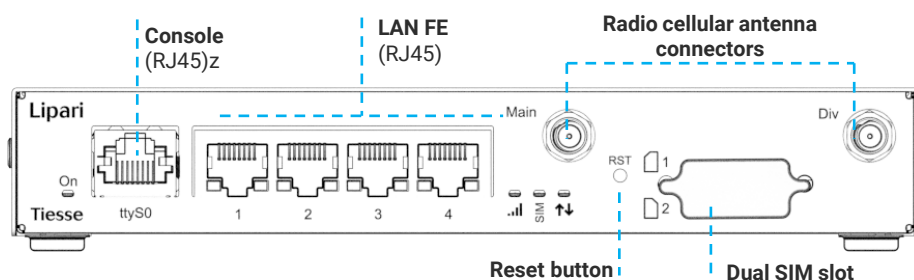 Console
(RJ45)z
LAN FE
(RJ45)
Radio cellular antenna
connectors
Lipari
Main
Div
On
RST
1
2
Tiesse
ttyS0
1
2
3
4
SIM
Reset button
Dual SIM slot